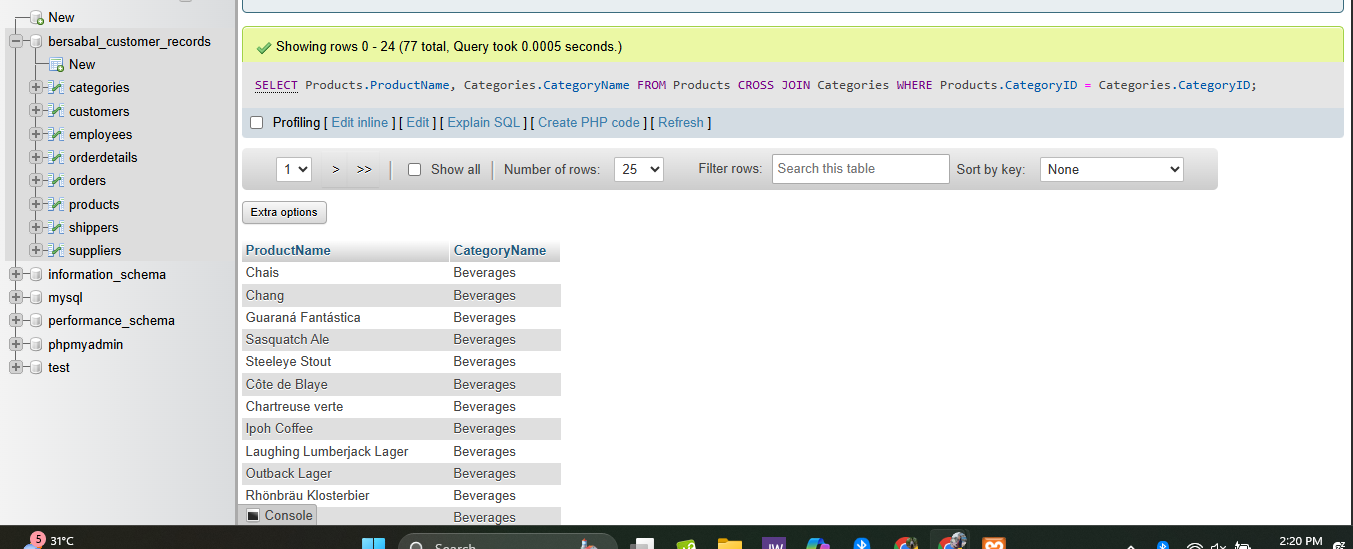 New
bersabal_customer_records
New
categories
customers
employees
orderdetails
orders
products
shippers
suppliers
information_schema
mysql
performance_schema
phpmyadmin
test
Showing rows 0 - 24 (77 total, Query took 0.0005 seconds.)
SELECT Products.ProductName, Categories.CategoryName FROM Products CROSS JOIN Categories WHERE Products.CategoryID = Categories.CategoryID;
Profiling [ Edit inline ] [ Edit ] [ Explain SQL ] [ Create PHP code ] [ Refresh ]
1 > >> | Show all | Number of rows: 25 Filter rows: Search this table Sort by key: None
Extra options
ProductName CategoryName
Chais Beverages
Chang Beverages
Guaraná Fantástica Beverages
Sasquatch Ale Beverages
Steeleye Stout Beverages
Côte de Blaye Beverages
Chartreuse verte Beverages
Ipoh Coffee Beverages
Laughing Lumberjack Lager Beverages
Outback Lager Beverages
Rhönbräu Klosterbier Beverages
Console Beverages
5 31°C Search JW 2:20 PM